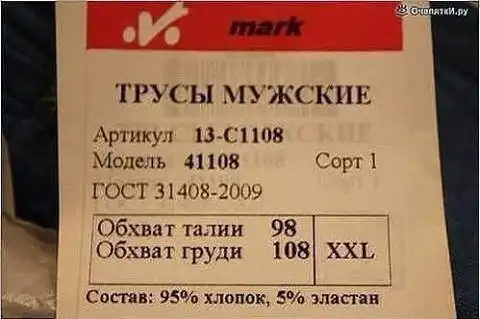 ОчепяткИ.ру
mark
ТРУСЫ МУЖСКИЕ
Артикул 13-С1108
Модель 41108 Сорт 1
ГОСТ 31408-2009
Обхват талии 98
Обхват груди 108 XXL
Состав: 95% хлопок, 5% эластан